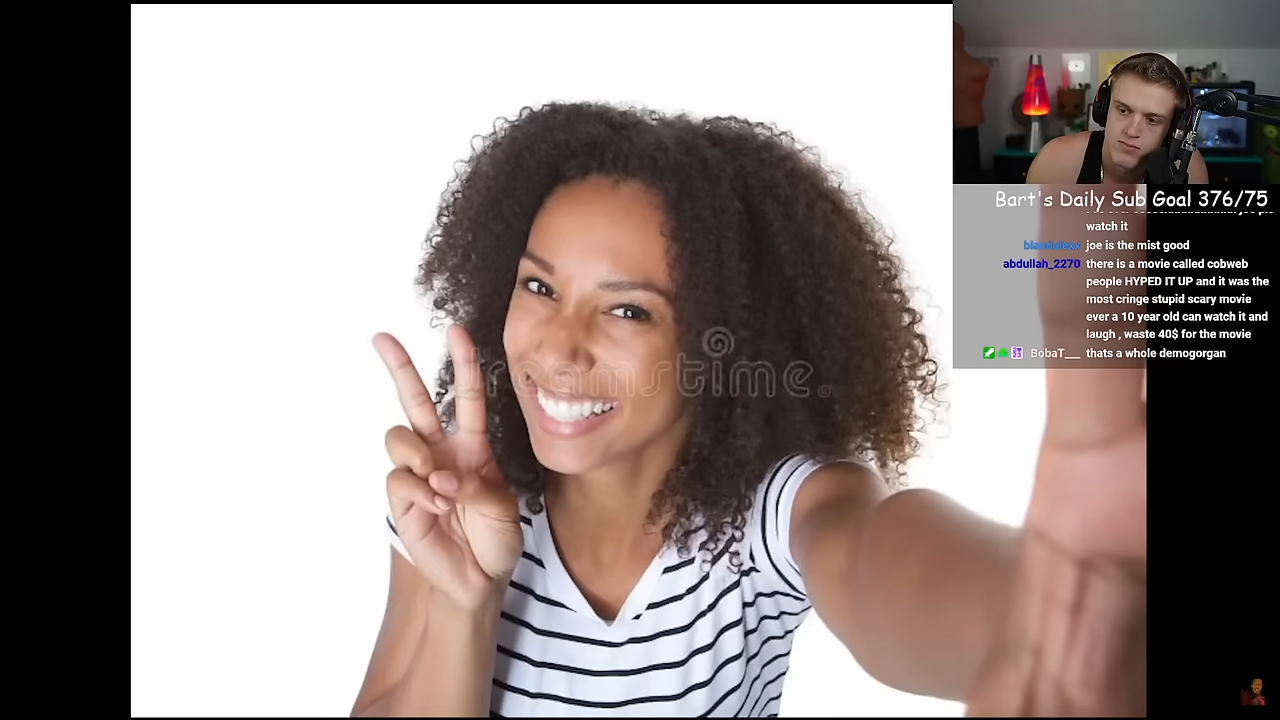 Bart's Daily Sub Goal 376/75
watch it
joe is the mist good
abdullah_2270 there is a movie called cobweb
people HYPED IT UP and it was the
most cringe stupid scary movie
ever a 10 year old can watch it and
laugh , waste 40$ for the movie
BobaT___ thats a whole demogorgan
dreamstime.